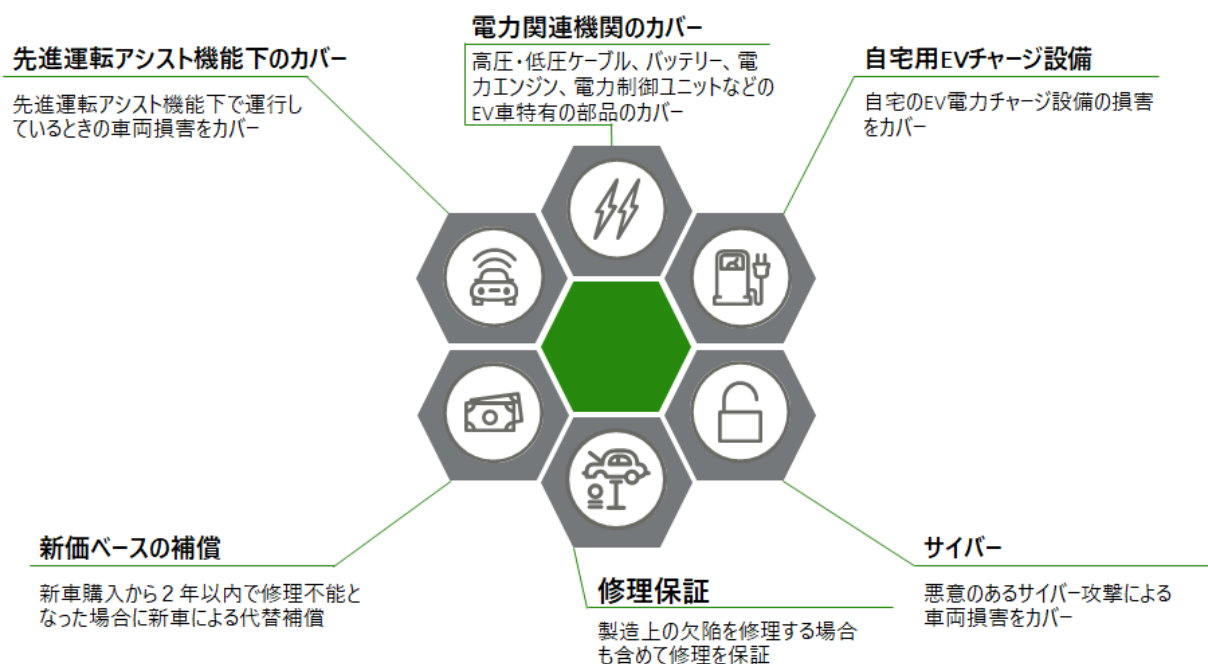 電力関連機関のカバー
高圧・低圧ケーブル、バッテリー、電
力エンジン、電力制御ユニットなどの
EV車特有の部品のカバー
先進運転アシスト機能下のカバー
先進運転アシスト機能下で運行し
ているときの車両損害をカバー
自宅用EVチャージ設備
自宅のEV電力チャージ設備の損害
をカバー
新価ベースの補償
新車購入から2年以内で修理不能と
なった場合に新車による代替補償
修理保証
製造上の欠陥を修理する場合
も含めて修理を保証
サイバー
悪意のあるサイバー攻撃による
車両損害をカバー